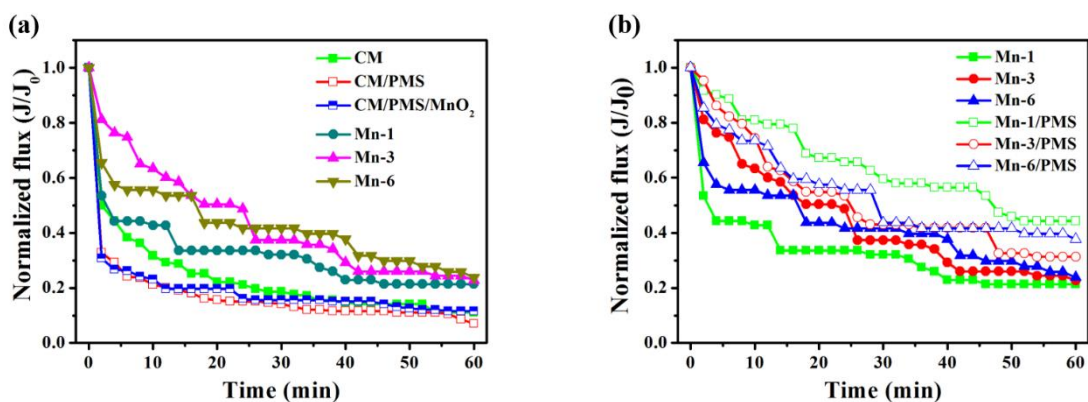 (a)
Normalized flux (J/J₀)
1.0
0.8
0.6
0.4
0.2
0.0
CM
CM/PMS
CM/PMS/MnO₂
Mn-1
Mn-3
Mn-6
0 10 20 30 40 50 60
Time (min)
(b)
Normalized flux (J/J0)
1.0
0.8
0.6
0.4
0.2
0.0
Mn-1
Mn-3
Mn-6
Mn-1/PMS
Mn-3/PMS
Mn-6/PMS
0 10 20 30 40 50 60
Time (min)